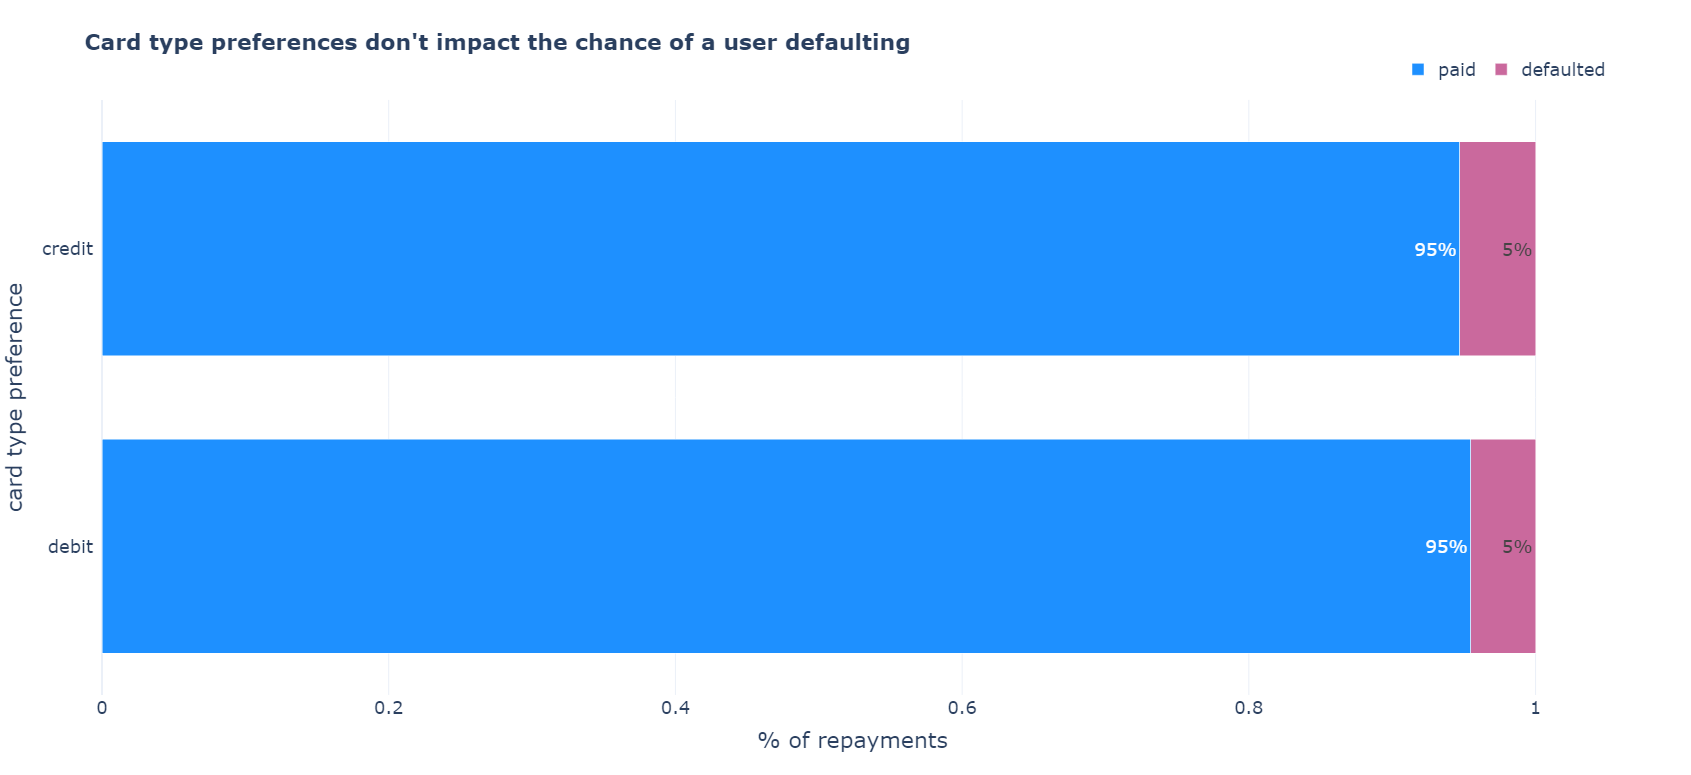 Card type preferences don't impact the chance of a user defaulting
paid
defaulted
card type preference
credit
95%
5%
debit
95%
5%
0
0.2
0.4
0.6
0.8
1
% of repayments